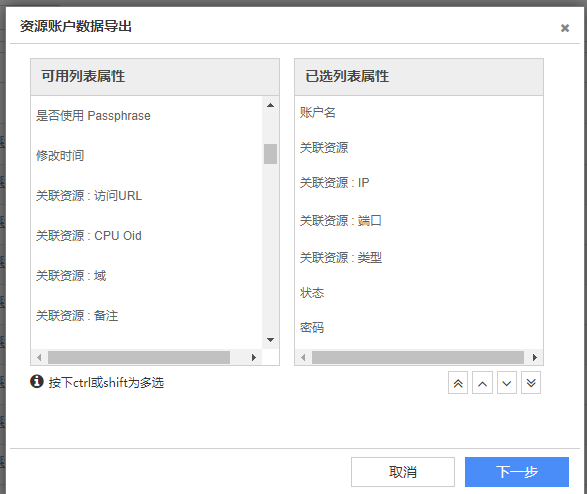 资源账户数据导出
可用列表属性
是否使用 Passphrase
修改时间
关联资源 : 访问URL
关联资源 : CPU Oid
关联资源 : 域
关联资源 : 备注
已选列表属性
账户名
关联资源
关联资源 : IP
关联资源 : 端口
关联资源 : 类型
状态
密码
按下ctrl或shift为多选
取消
下一步